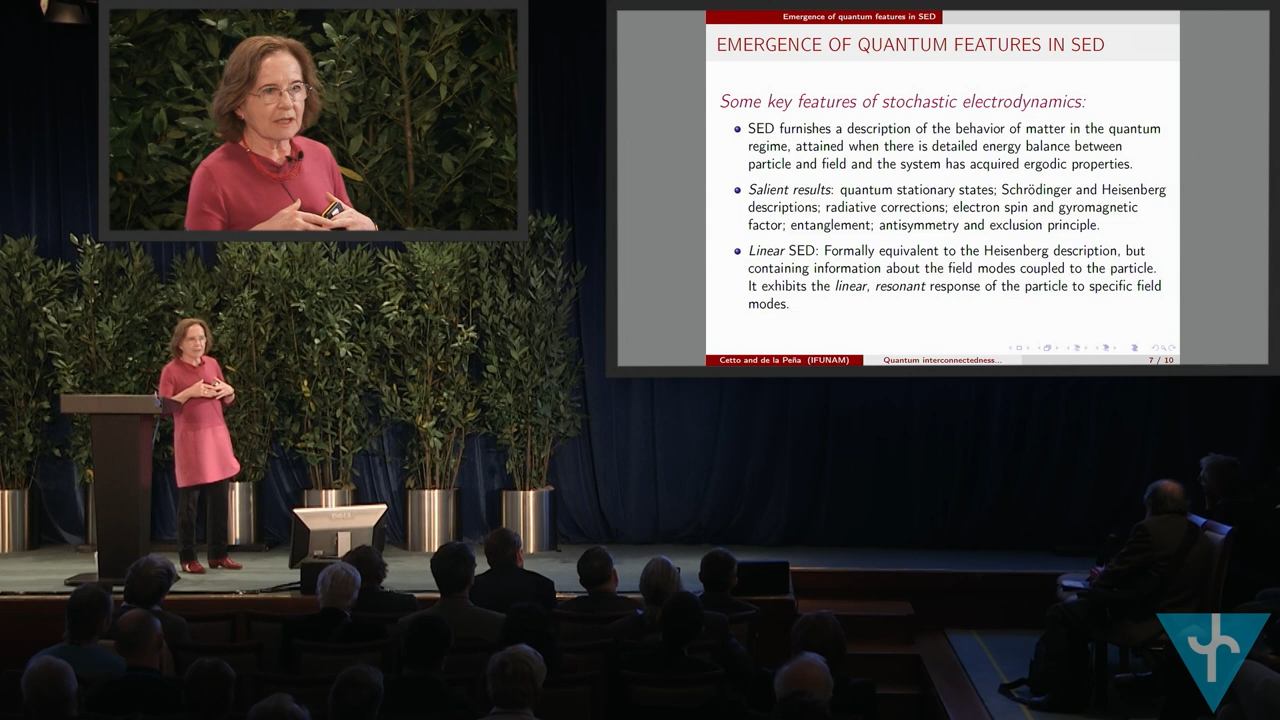 Emergence of quantum features in SED
EMERGENCE OF QUANTUM FEATURES IN SED
Some key features of stochastic electrodynamics:
SED furnishes a description of the behavior of matter in the quantum
regime, attained when there is detailed energy balance between
particle and field and the system has acquired ergodic properties.
Salient results: quantum stationary states; Schrödinger and Heisenberg
descriptions; radiative corrections; electron spin and gyromagnetic
factor; entanglement; antisymmetry and exclusion principle.
Linear SED: Formally equivalent to the Heisenberg description, but
containing information about the field modes coupled to the particle.
It exhibits the linear, resonant response of the particle to specific field
modes.
Cetto and de la Peña (IFUNAM) Quantum interconnectedness... 7 / 10